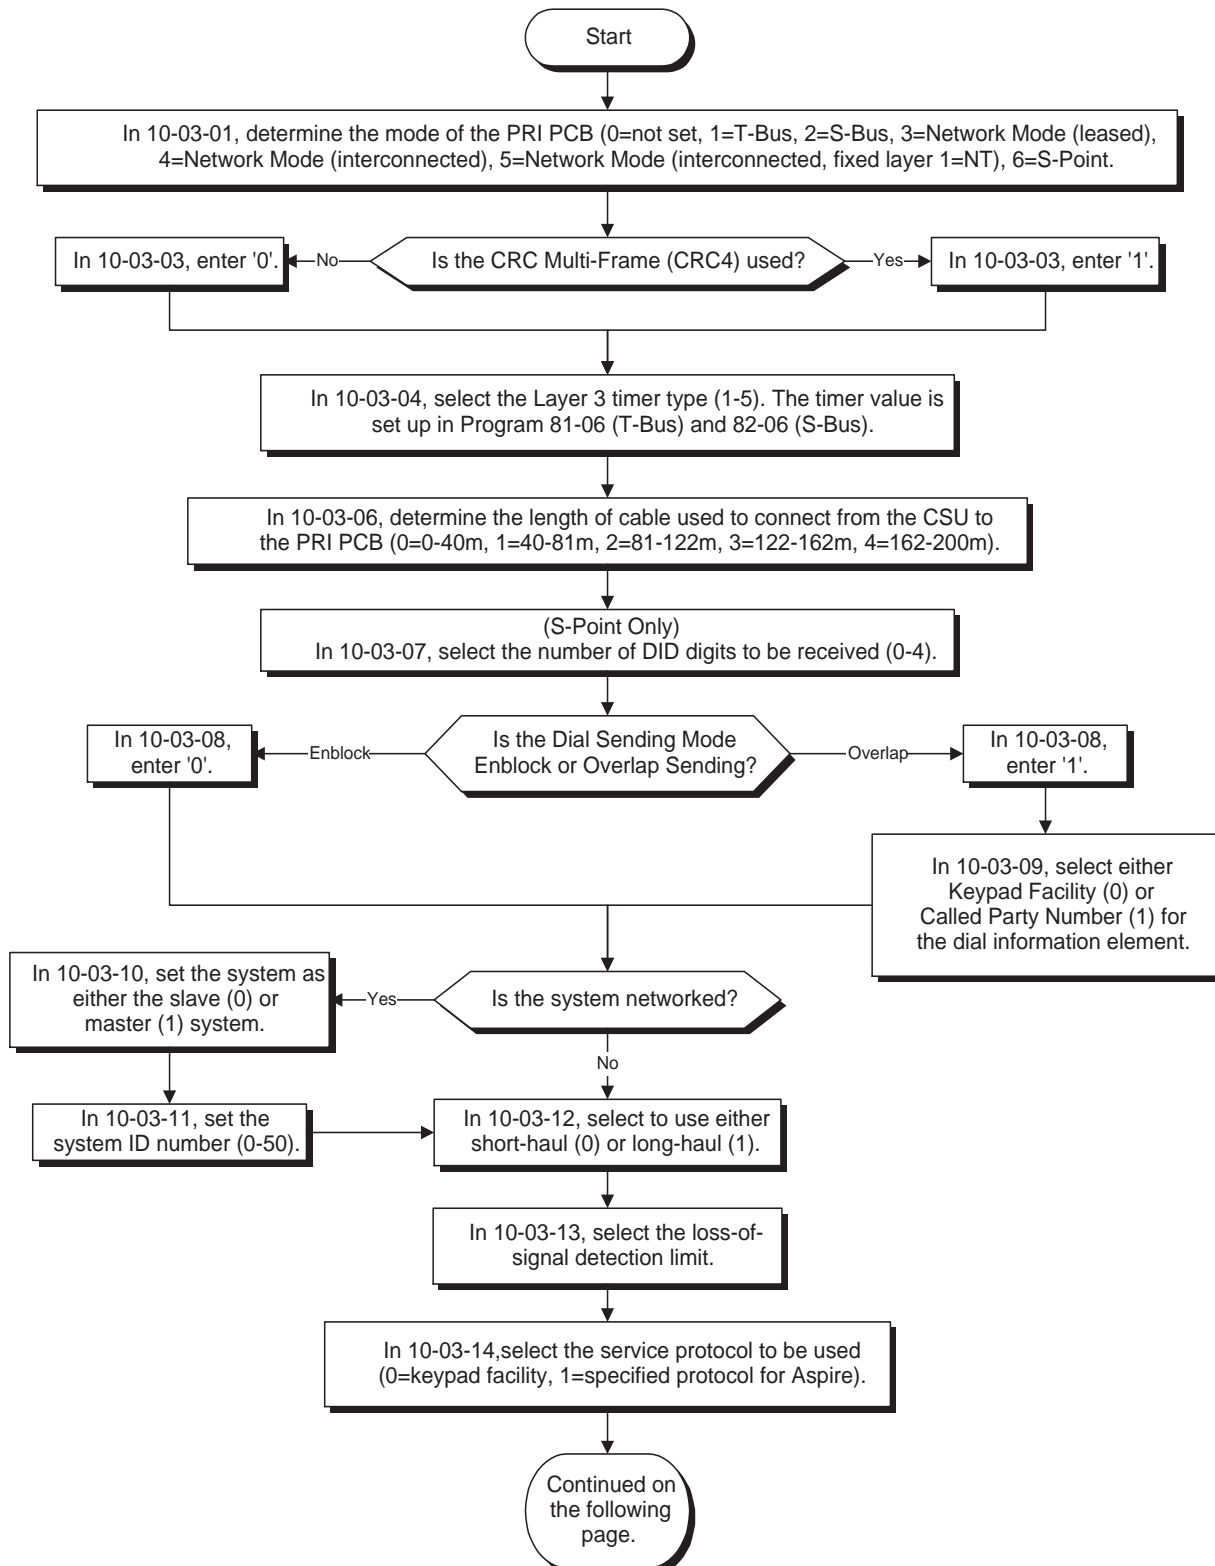 Start
In 10-03-01, determine the mode of the PRI PCB (0=not set, 1=T-Bus, 2=S-Bus, 3=Network Mode (leased),
4=Network Mode (interconnected), 5=Network Mode (interconnected, fixed layer 1=NT), 6=S-Point.
In 10-03-03, enter '0'.
No
Is the CRC Multi-Frame (CRC4) used?
Yes
In 10-03-03, enter '1'.
In 10-03-04, select the Layer 3 timer type (1-5). The timer value is
set up in Program 81-06 (T-Bus) and 82-06 (S-Bus).
In 10-03-06, determine the length of cable used to connect from the CSU to
the PRI PCB (0=0-40m, 1=40-81m, 2=81-122m, 3=122-162m, 4=162-200m).
(S-Point Only)
In 10-03-07, select the number of DID digits to be received (0-4).
In 10-03-08,
enter '0'.
Enblock
Is the Dial Sending Mode
Enblock or Overlap Sending?
Overlap
In 10-03-08,
enter '1'.
In 10-03-09, select either
Keypad Facility (0) or
Called Party Number (1) for
the dial information element.
In 10-03-10, set the system as
either the slave (0) or
master (1) system.
Yes
Is the system networked?
No
In 10-03-11, set the
system ID number (0-50).
In 10-03-12, select to use either
short-haul (0) or long-haul (1).
In 10-03-13, select the loss-of-
signal detection limit.
In 10-03-14,select the service protocol to be used
(0=keypad facility, 1=specified protocol for Aspire).
Continued on
the following
page.